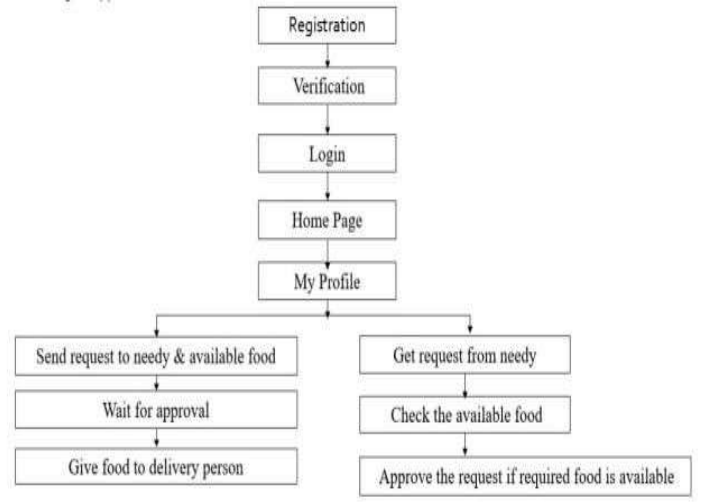 Registration
Verification
Login
Home Page
My Profile
Send request to needy & available food
Get request from needy
Wait for approval
Check the available food
Give food to delivery person
Approve the request if required food is available